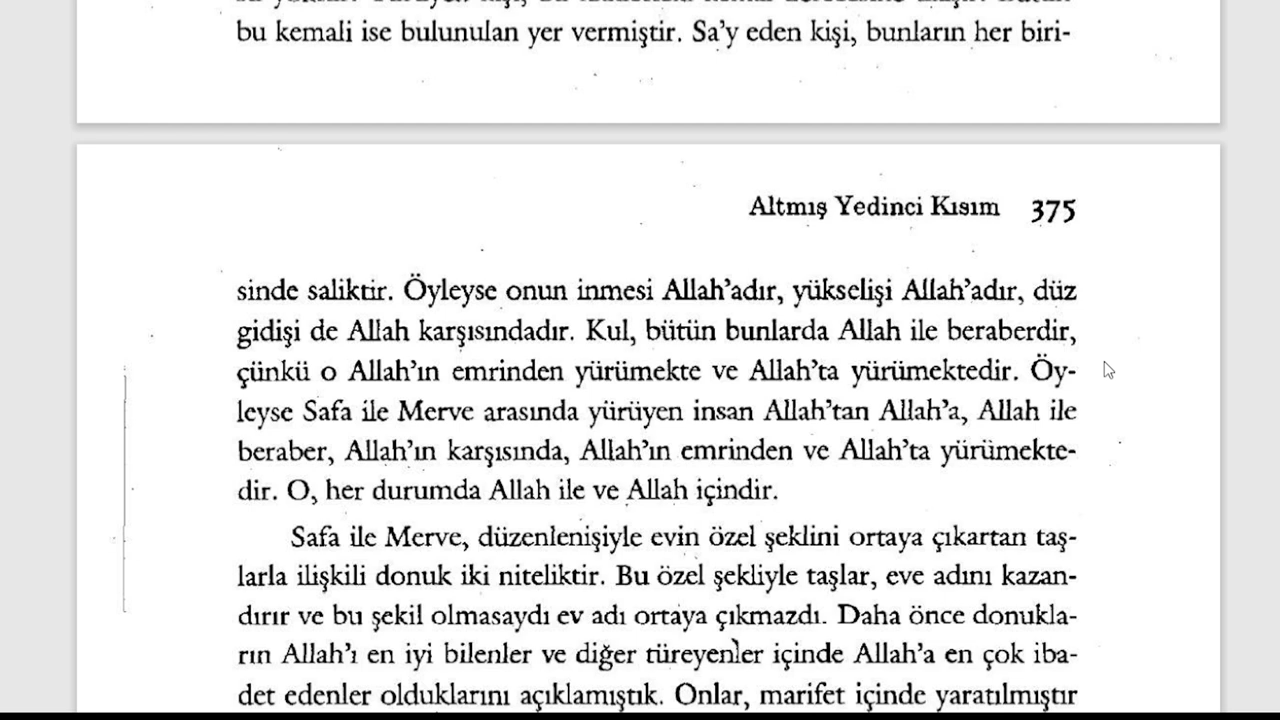 bu kemali ise bulunulan yer vermiştir. Sa'y eden kişi, bunların her biri-
Altmış Yedinci Kısım 375
sinde saliktir. Öyleyse onun inmesi Allah'adır, yükselişi Allah'adır, düz
gidişi de Allah karşısındadır. Kul, bütün bunlarda Allah ile beraberdir,
çünkü o Allah'ın emrinden yürümekte ve Allah'ta yürümektedir. Öy-
leyse Safa ile Merve arasında yürüyen insan Allah'tan Allah'a, Allah ile
beraber, Allah'ın karşısında, Allah'ın emrinden ve Allah'ta yürümekte-
dir. O, her durumda Allah ile ve Allah içindir.
Safa ile Merve, düzenlenişiyle evin özel şeklini ortaya çıkartan taş-
larla ilişkili donuk iki niteliktir. Bu özel şekliyle taşlar, eve adını kazan-
dırır ve bu şekil olmasaydı ev adı ortaya çıkmazdı. Daha önce donukla-
rın Allah'ı en iyi bilenler ve diğer türeyenler içinde Allah'a en çok iba-
det edenler olduklarını açıklamıştık. Onlar, marifet içinde yaratılmıştır